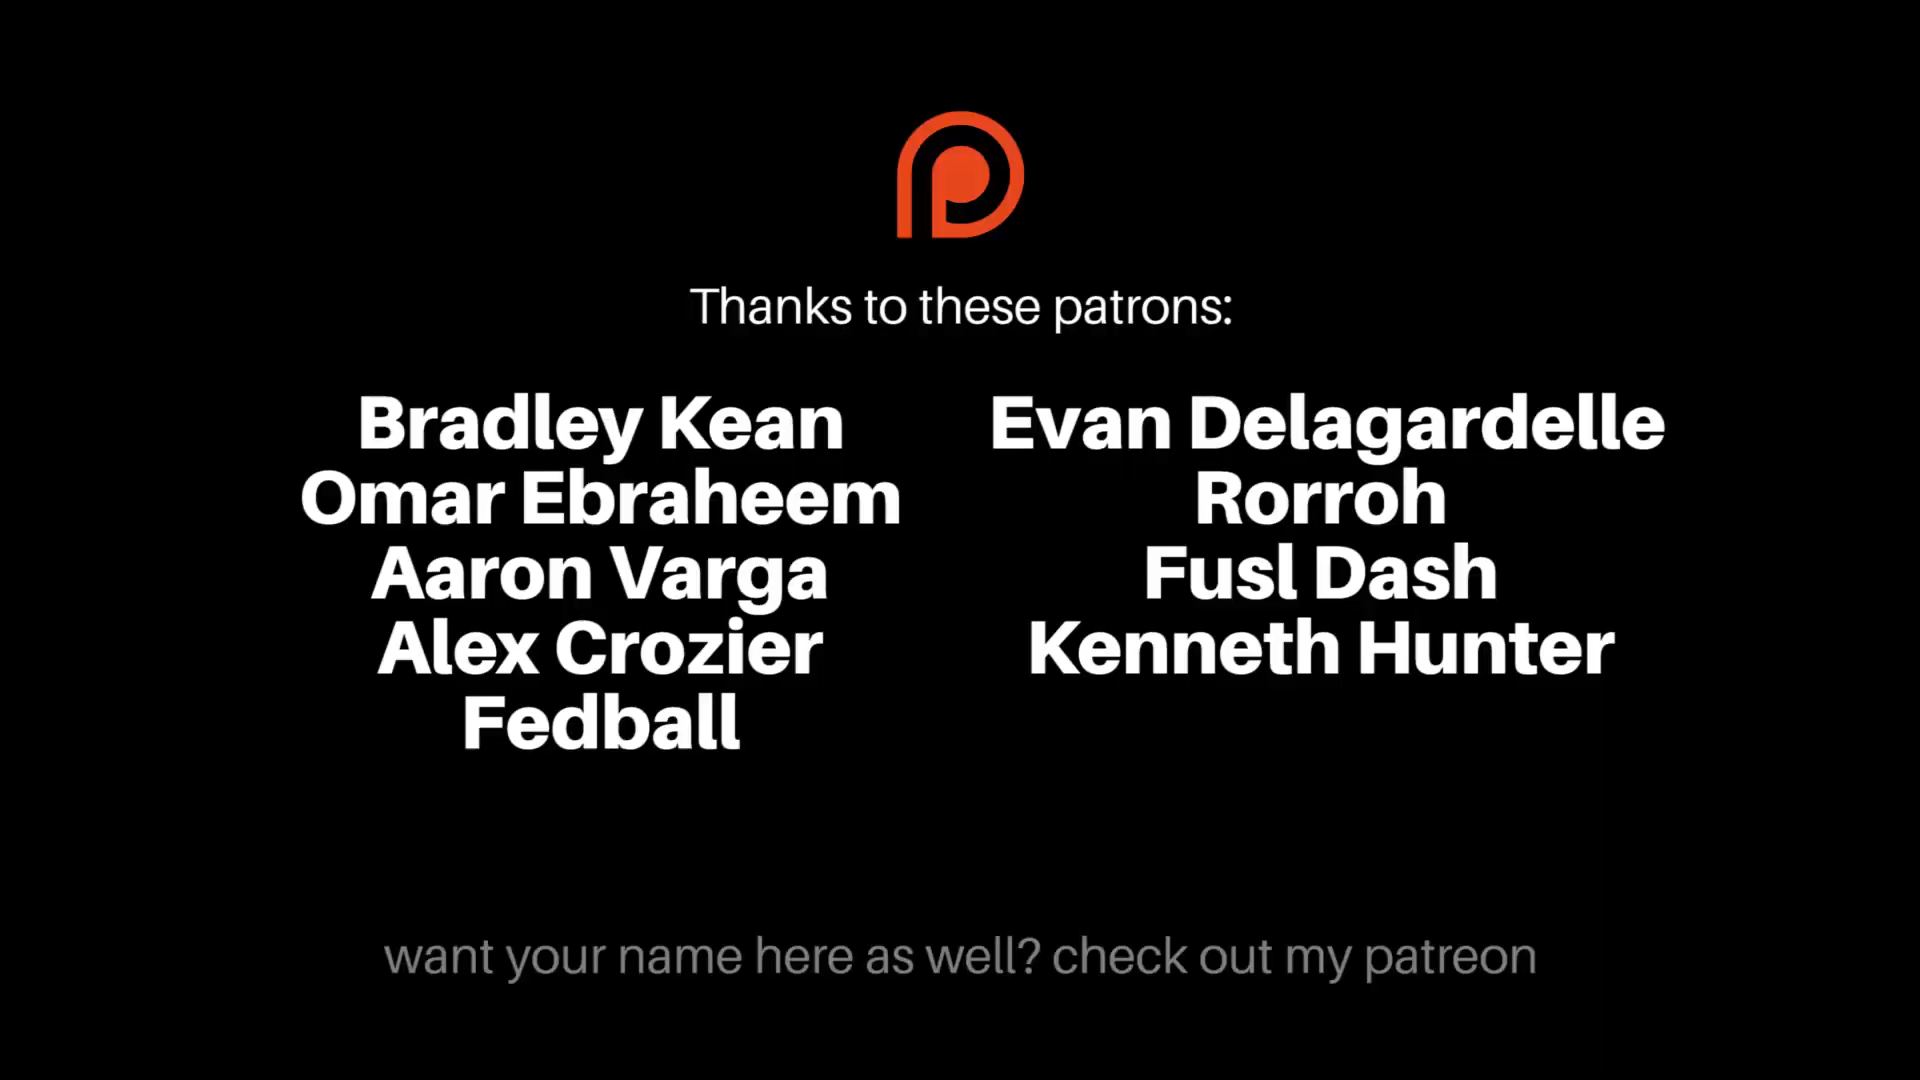 Thanks to these patrons:
Bradley Kean
Omar Ebraheem
Aaron Varga
Alex Crozier
Fedball
Evan Delagardelle
Rorroh
Fusl Dash
Kenneth Hunter
want your name here as well? check out my patreon